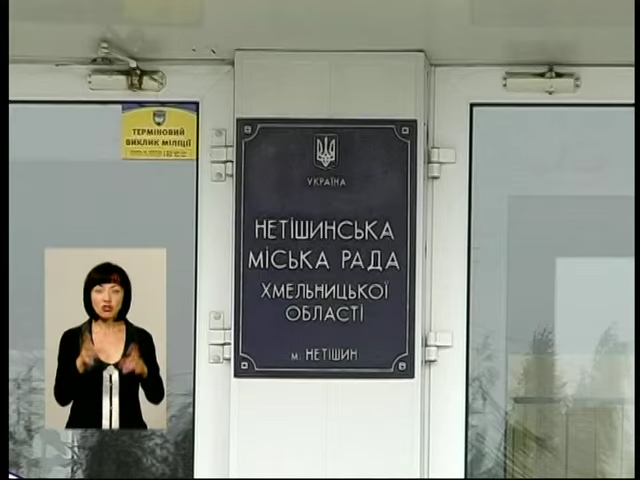 ТЕРМІНОВИЙ
ВИКЛИК МІЛІЦІЇ
УКРАЇНА
НЕТІШИНСЬКА
МІСЬКА РАДА
ХМЕЛЬНИЦЬКОЇ
ОБЛАСТІ
м. НЕТІШИН